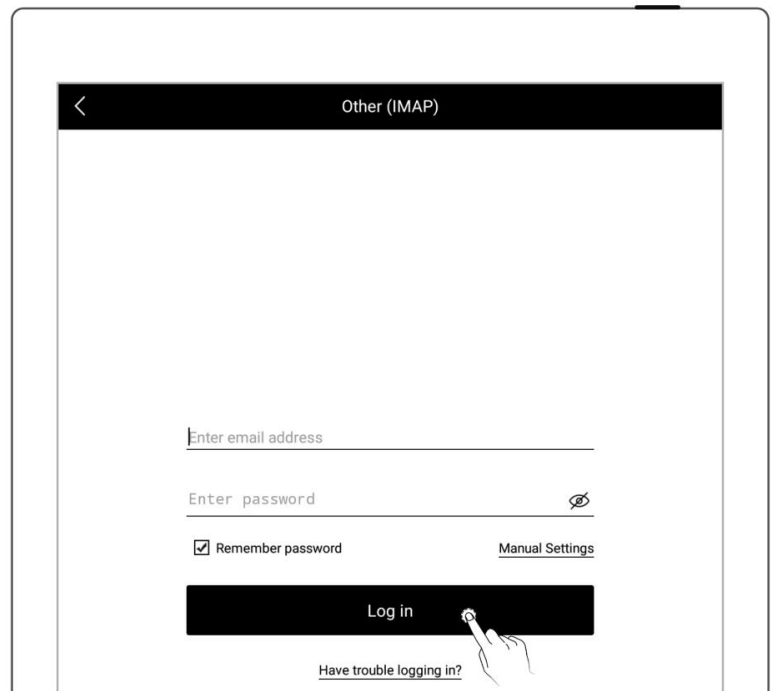 Other (IMAP)
Enter email address
Enter password
Remember password
Manual Settings
Log in
Have trouble logging in?